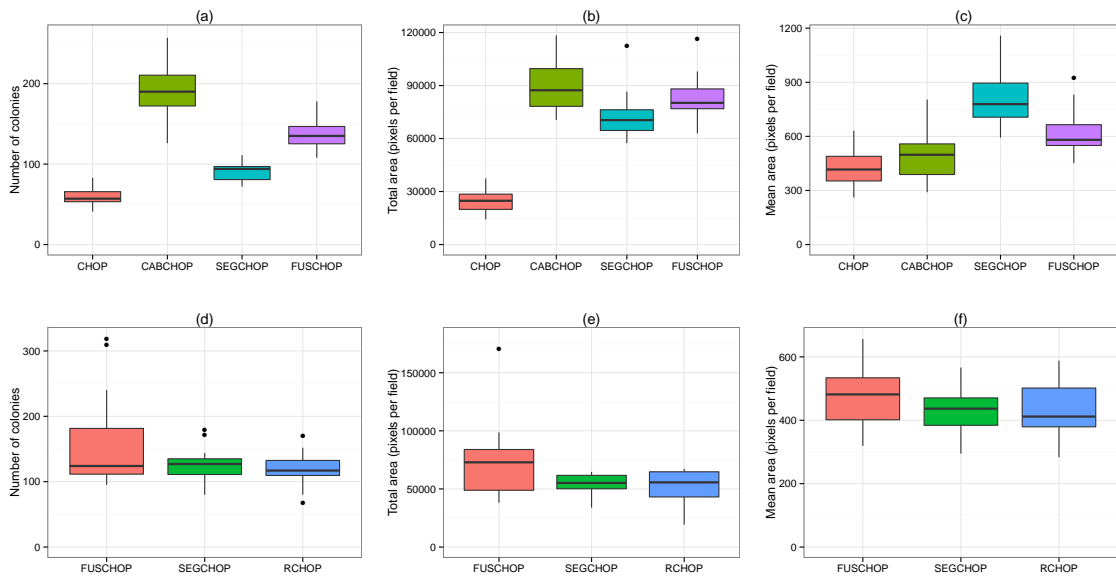 (a)
Number of colonies
200
100
0
CHOP CABCHOP SEGCHOP FUSCHOP
(b)
Total area (pixels per field)
120000
90000
60000
30000
0
CHOP CABCHOP SEGCHOP FUSCHOP
(c)
Mean area (pixels per field)
1200
900
600
300
0
CHOP CABCHOP SEGCHOP FUSCHOP
(d)
Number of colonies
300
200
100
0
FUSCHOP SEGCHOP RCHOP
(e)
Total area (pixels per field)
150000
100000
50000
0
FUSCHOP SEGCHOP RCHOP
(f)
Mean area (pixels per field)
600
400
200
0
FUSCHOP SEGCHOP RCHOP